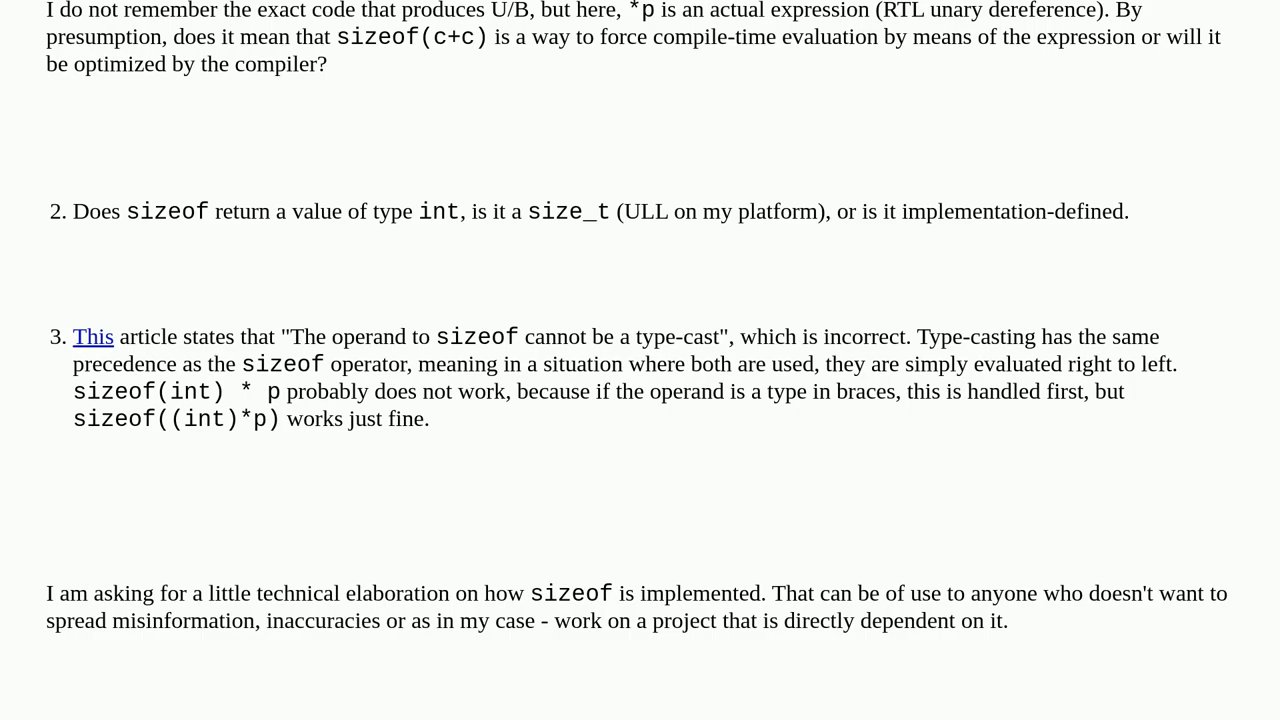 I do not remember the exact code that produces U/B, but here, *p is an actual expression (RTL unary dereference). By
presumption, does it mean that sizeof(c+c) is a way to force compile-time evaluation by means of the expression or will it
be optimized by the compiler?
2. Does sizeof return a value of type int, is it a size_t (ULL on my platform), or is it implementation-defined.
3. This article states that "The operand to sizeof cannot be a type-cast", which is incorrect. Type-casting has the same
precedence as the sizeof operator, meaning in a situation where both are used, they are simply evaluated right to left.
sizeof(int) * p probably does not work, because if the operand is a type in braces, this is handled first, but
sizeof((int)*p) works just fine.
I am asking for a little technical elaboration on how sizeof is implemented. That can be of use to anyone who doesn't want to
spread misinformation, inaccuracies or as in my case - work on a project that is directly dependent on it.